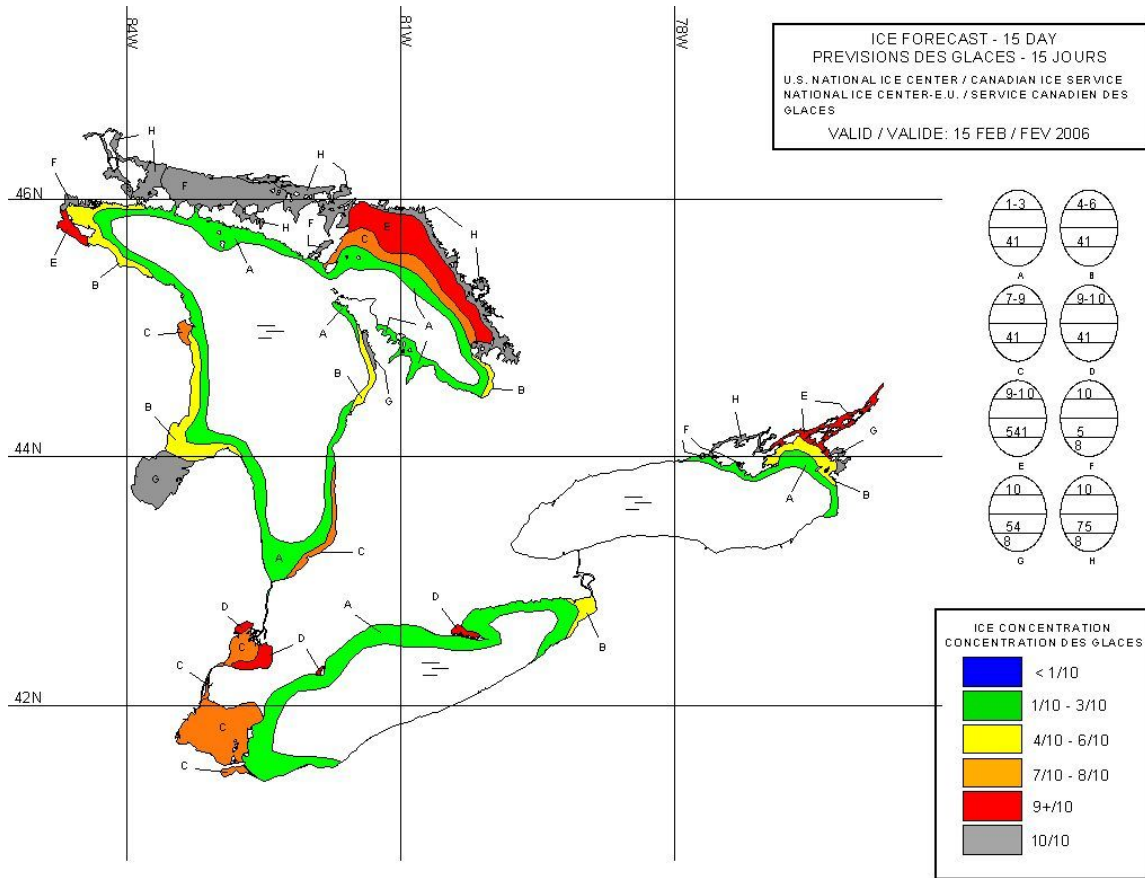 84W
81W
78W
ICE FORECAST - 15 DAY
PREVISIONS DES GLACES - 15 JOURS
U.S. NATIONAL ICE CENTER / CANADIAN ICE SERVICE
NATIONAL ICE CENTER-E.U. / SERVICE CANADIEN DES
GLACES
VALID / VALIDE: 15 FEB / FEV 2006
H
H
F
F
46N
H
F
E
C
H
H
E
A
B
A
C
A
B
B
G
B
H
E
F
G
44N
G
A
B
A
C
D
A
D
B
C
D
C
42N
C
C
1-3
41
A
4-6
41
B
7-9
41
C
9-10
41
D
9-10
541
E
10
5
8
F
10
54
8
G
10
75
8
H
ICE CONCENTRATION
CONCENTRATION DES GLACES
< 1/10
1/10 - 3/10
4/10 - 6/10
7/10 - 8/10
9+/10
10/10